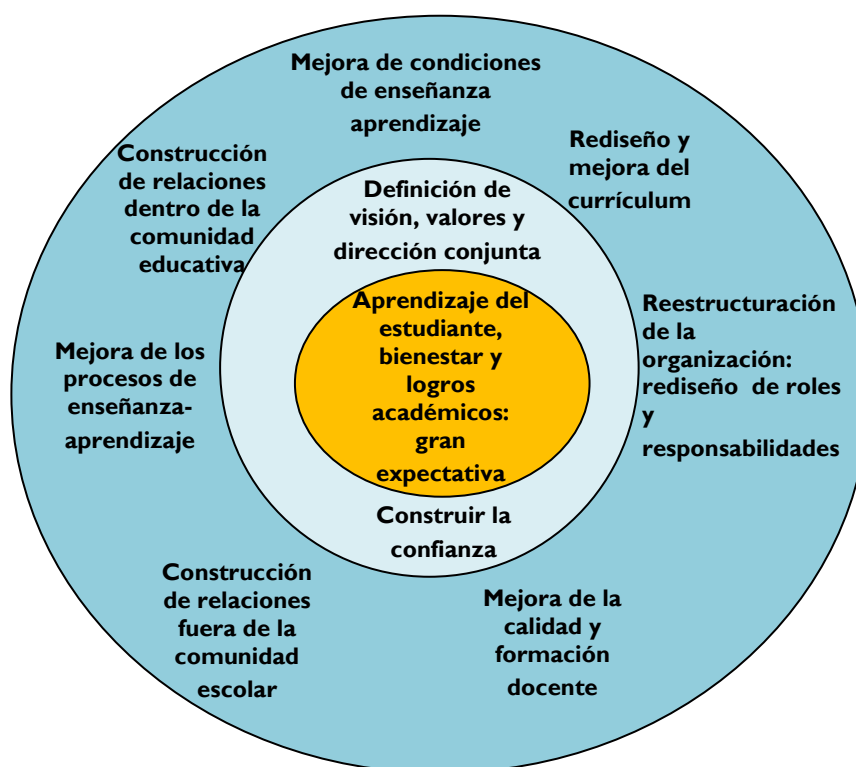 Mejora de condiciones
de enseñanza
aprendizaje
Rediseño y
mejora del
currículum
Construcción
de relaciones
dentro de la
comunidad
educativa
Definición de
visión, valores y
dirección conjunta
Aprendizaje del
estudiante,
bienestar y
logros
académicos:
gran
expectativa
Reestructuración
de la
organización:
rediseño de roles
y
responsabilidades
Mejora de los
procesos de
enseñanza-
aprendizaje
Construir la
confianza
Construcción
de relaciones
fuera de la
comunidad
escolar
Mejora de la
calidad y
formación
docente